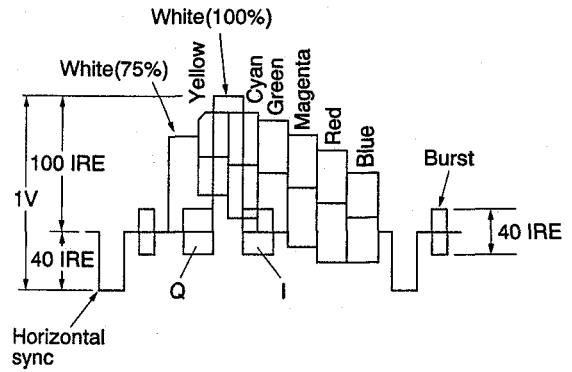 White(100%)
White(75%)
Yellow
Cyan
Green
Magenta
Red
Blue
Burst
100 IRE
1V
40 IRE
40 IRE
Q
I
Horizontal
sync